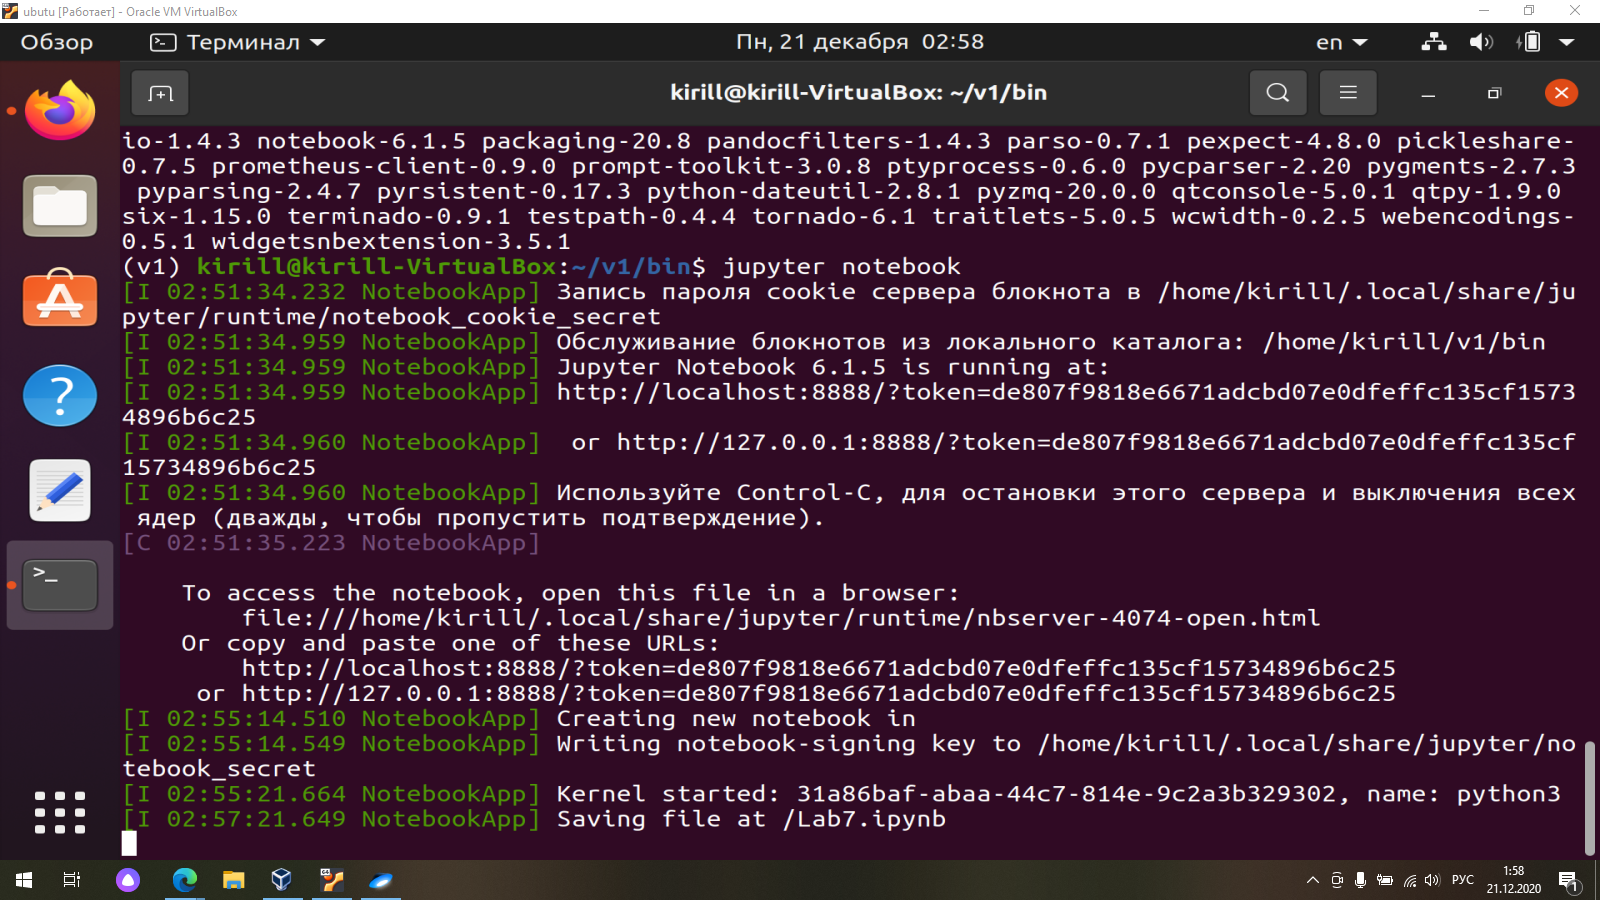 ubutu [Работает] - Oracle VM VirtualBox
Обзор Терминал Пн, 21 декабря 02:58 en
kirill@kirill-VirtualBox: ~/v1/bin
io-1.4.3 notebook-6.1.5 packaging-20.8 pandocfilters-1.4.3 parso-0.7.1 pexpect-4.8.0 pickleshare-
0.7.5 prometheus-client-0.9.0 prompt-toolkit-3.0.8 ptyprocess-0.6.0 pycparser-2.20 pygments-2.7.3
pyparsing-2.4.7 pyrsistent-0.17.3 python-dateutil-2.8.1 pyzmq-20.0.0 qtconsole-5.0.1 qtpy-1.9.0
six-1.15.0 terminado-0.9.1 testpath-0.4.4 tornado-6.1 traitlets-5.0.5 wcwidth-0.2.5 webencodings-
0.5.1 widgetsnbextension-3.5.1
(v1) kirill@kirill-VirtualBox:~/v1/bin$ jupyter notebook
[I 02:51:34.232 NotebookApp] Запись пароля cookie сервера блокнота в /home/kirill/.local/share/ju
pyter/runtime/notebook_cookie_secret
[I 02:51:34.959 NotebookApp] Обслуживание блокнотов из локального каталога: /home/kirill/v1/bin
[I 02:51:34.959 NotebookApp] Jupyter Notebook 6.1.5 is running at:
[I 02:51:34.959 NotebookApp] http://localhost:8888/?token=de807f9818e6671adcbd07e0dfeffc135cf1573
4896b6c25
[I 02:51:34.960 NotebookApp]  or http://127.0.0.1:8888/?token=de807f9818e6671adcbd07e0dfeffc135cf
15734896b6c25
[I 02:51:34.960 NotebookApp] Используйте Control-C, для остановки этого сервера и выключения всех
ядер (дважды, чтобы пропустить подтверждение).
[C 02:51:35.223 NotebookApp]
To access the notebook, open this file in a browser:
file:///home/kirill/.local/share/jupyter/runtime/nbserver-4074-open.html
Or copy and paste one of these URLs:
http://localhost:8888/?token=de807f9818e6671adcbd07e0dfeffc135cf15734896b6c25
or http://127.0.0.1:8888/?token=de807f9818e6671adcbd07e0dfeffc135cf15734896b6c25
[I 02:55:14.510 NotebookApp] Creating new notebook in
[I 02:55:14.549 NotebookApp] Writing notebook-signing key to /home/kirill/.local/share/jupyter/no
tebook_secret
[I 02:55:21.664 NotebookApp] Kernel started: 31a86baf-abaa-44c7-814e-9c2a3b329302, name: python3
[I 02:57:21.649 NotebookApp] Saving file at /Lab7.ipynb
РУС
1:58
21.12.2020
1